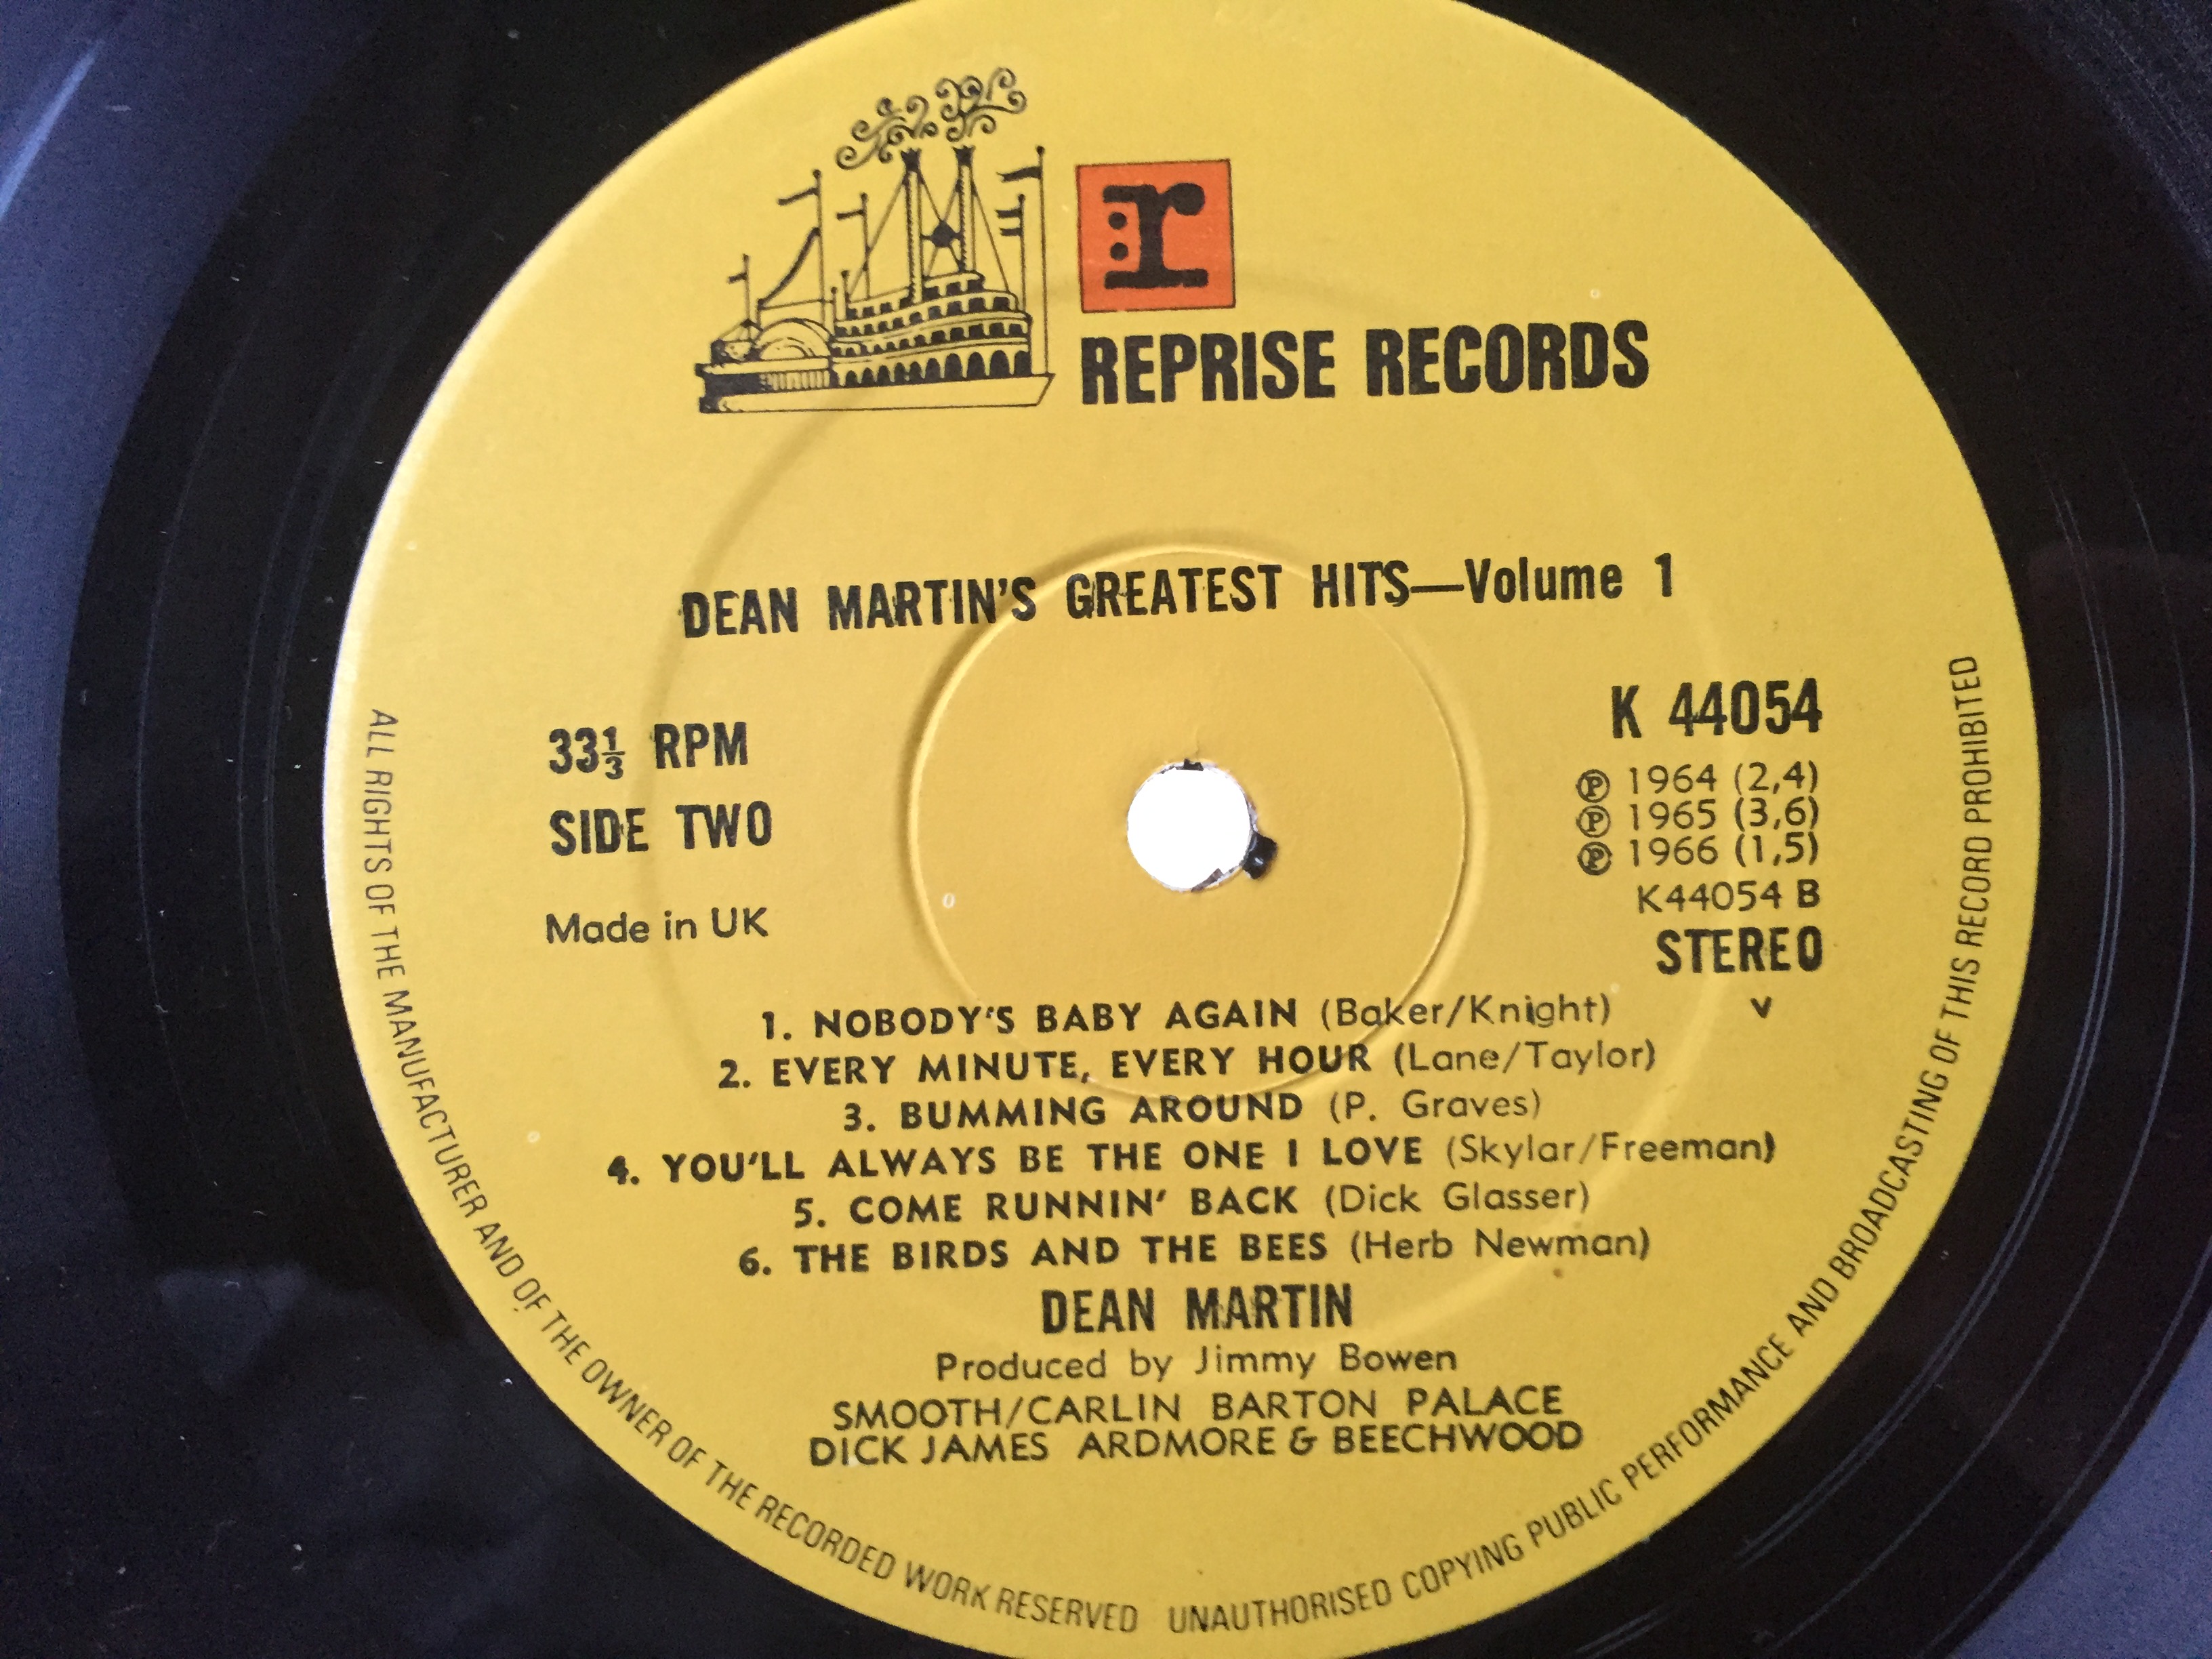 r
REPRISE RECORDS
DEAN MARTIN'S GREATEST HITS—Volume 1
33⅓ RPM
SIDE TWO
Made in UK
K 44054
Ⓟ 1964 (2,4)
Ⓟ 1965 (3,6)
Ⓟ 1966 (1,5)
K44054 B
STEREO
V
1. NOBODY'S BABY AGAIN (Baker/Knight)
2. EVERY MINUTE, EVERY HOUR (Lane/Taylor)
3. BUMMING AROUND (P. Graves)
4. YOU'LL ALWAYS BE THE ONE I LOVE (Skylar/Freeman)
5. COME RUNNIN' BACK (Dick Glasser)
6. THE BIRDS AND THE BEES (Herb Newman)
DEAN MARTIN
Produced by Jimmy Bowen
SMOOTH/CARLIN BARTON PALACE
DICK JAMES ARDMORE & BEECHWOOD
ALL RIGHTS OF THE MANUFACTURER AND OF THE OWNER OF THE RECORDED WORK RESERVED UNAUTHORISED COPYING PUBLIC PERFORMANCE AND BROADCASTING OF THIS RECORD PROHIBITED